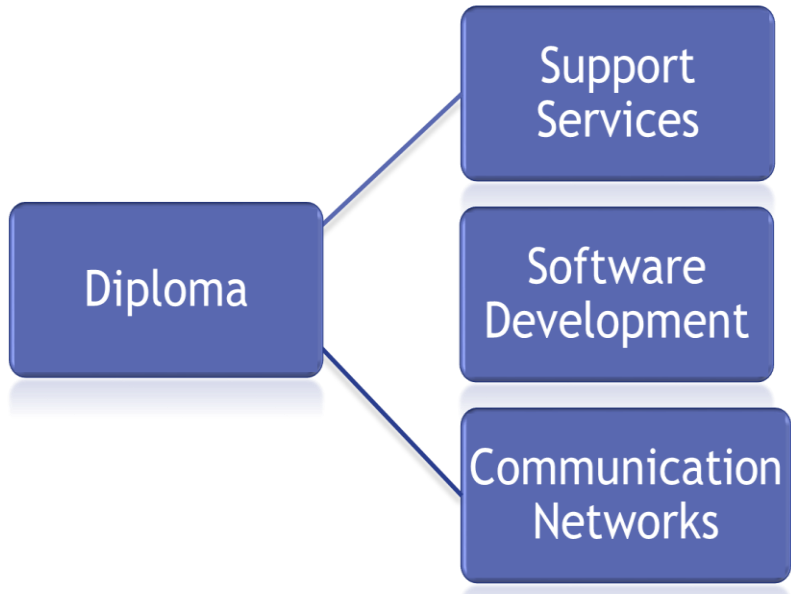 Diploma
Support
Services
Software
Development
Communication
Networks